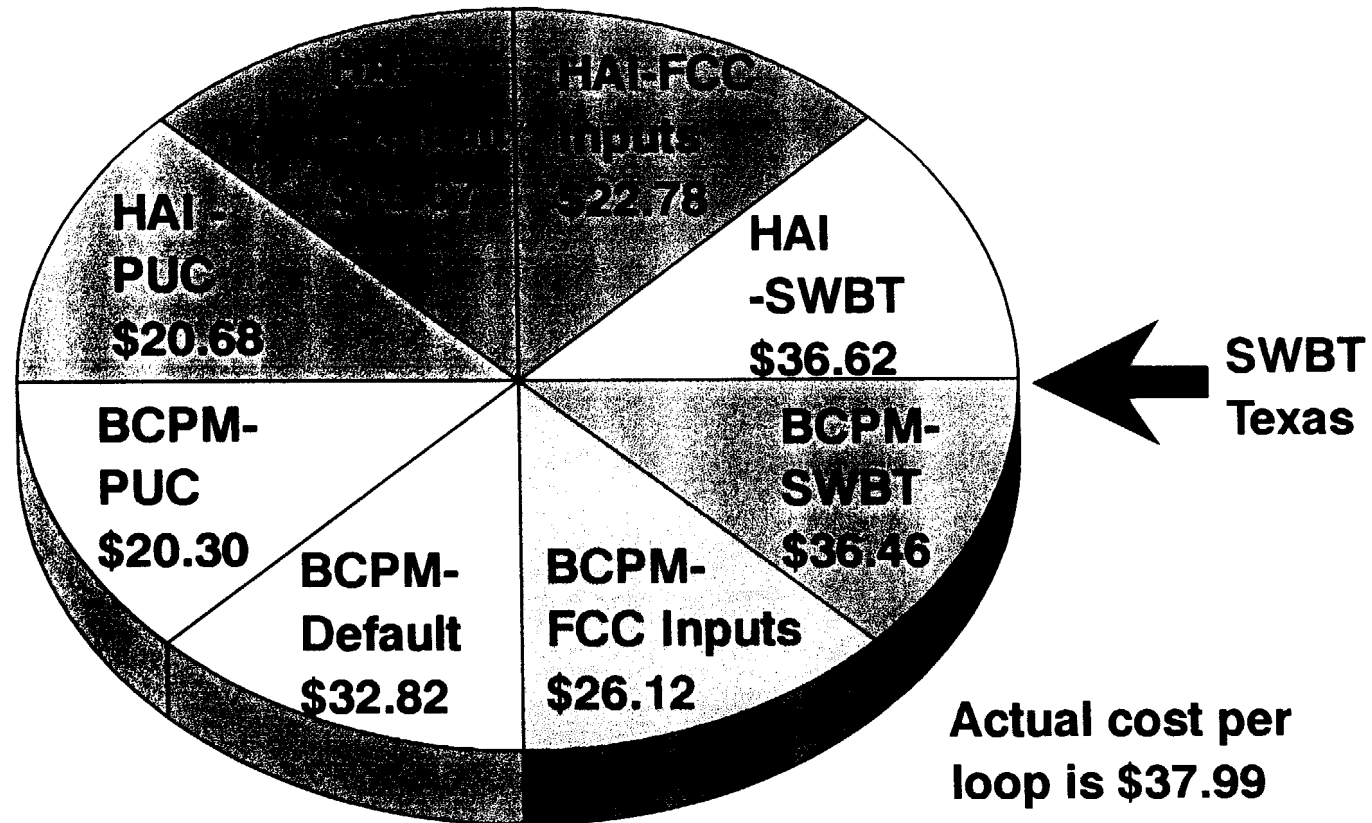 HAI-FCC
Inputs
$22.78
HAI
-SWBT
$36.62
SWBT
Texas
BCPM-
SWBT
$36.46
BCPM-
FCC Inputs
$26.12
BCPM-
Default
$32.82
BCPM-
PUC
$20.30
HAI -
PUC
$20.68
Actual cost per
loop is $37.99